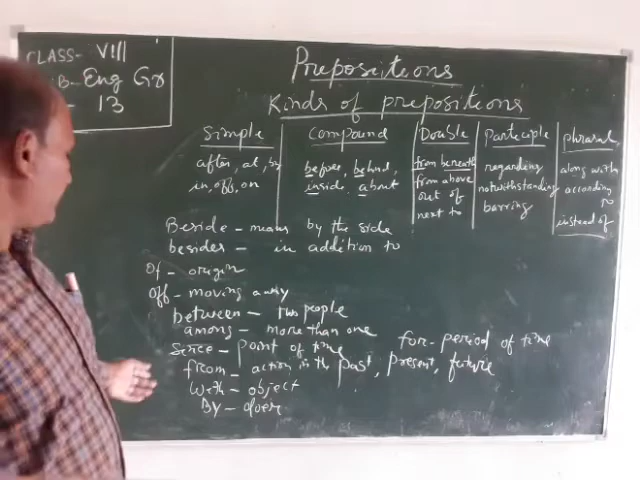 CLASS- VIII
B- Eng Gr
- 13
Prepositions
Kinds of prepositions
Simple Compound Double Participle Phrasal
after, at, by before, behind, from beneath regarding along with
in, off, on inside, about from above notwithstanding according
out of barring to
next to instead of
Beside - means by the side
besides - in addition to
Of - origin
Off - moving away
between - two people
among - more than one
Since - point of time for - period of time
from - action in the past, present, future
With - object
By - doer